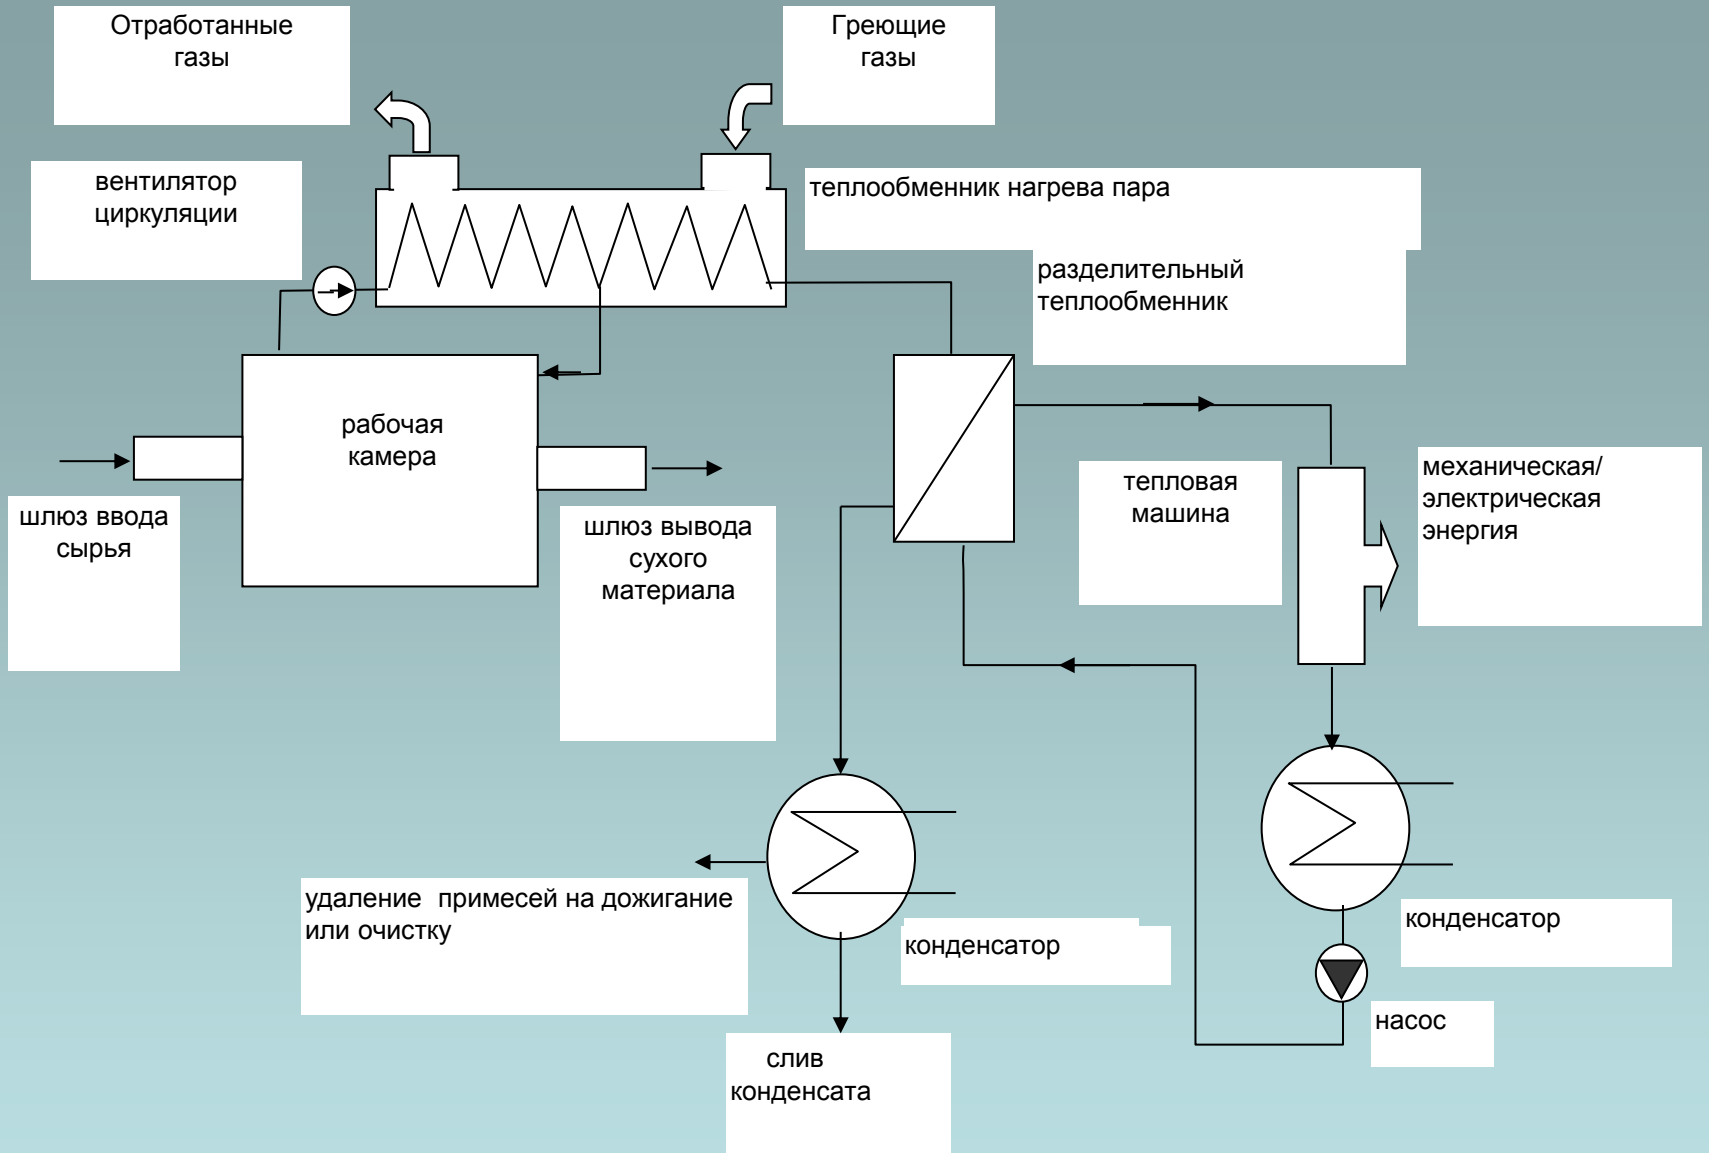 Отработанные
газы
Греющие
газы
вентилятор
циркуляции
теплообменник нагрева пара
разделительный
теплообменник
рабочая
камера
шлюз ввода
сырья
шлюз вывода
сухого
материала
тепловая
машина
механическая/
электрическая
энергия
удаление примесей на дожигание
или очистку
конденсатор
конденсатор
насос
слив
конденсата